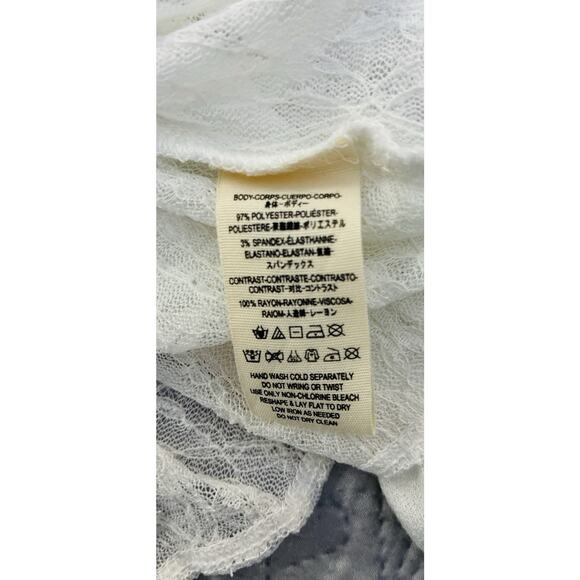 BODY-CORPS-CUERPO-CORPO-
身体-ボディー
97% POLYESTER-POLIÉSTER-
POLIESTERE-聚脂纖維-ポリエステル
3% SPANDEX-ÉLASTHANNE-
ELASTANO-ELASTAN-氨纶-
スパンデックス
CONTRAST-CONTRASTE-CONTRASTO-
CONTRAST-对比-コントラスト
100% RAYON-RAYONNE-VISCOSA-
RAIOM-人造絲-レーヨン
HAND WASH COLD SEPARATELY
DO NOT WRING OR TWIST
USE ONLY NON-CHLORINE BLEACH
RESHAPE & LAY FLAT TO DRY
LOW IRON AS NEEDED
DO NOT DRY CLEAN